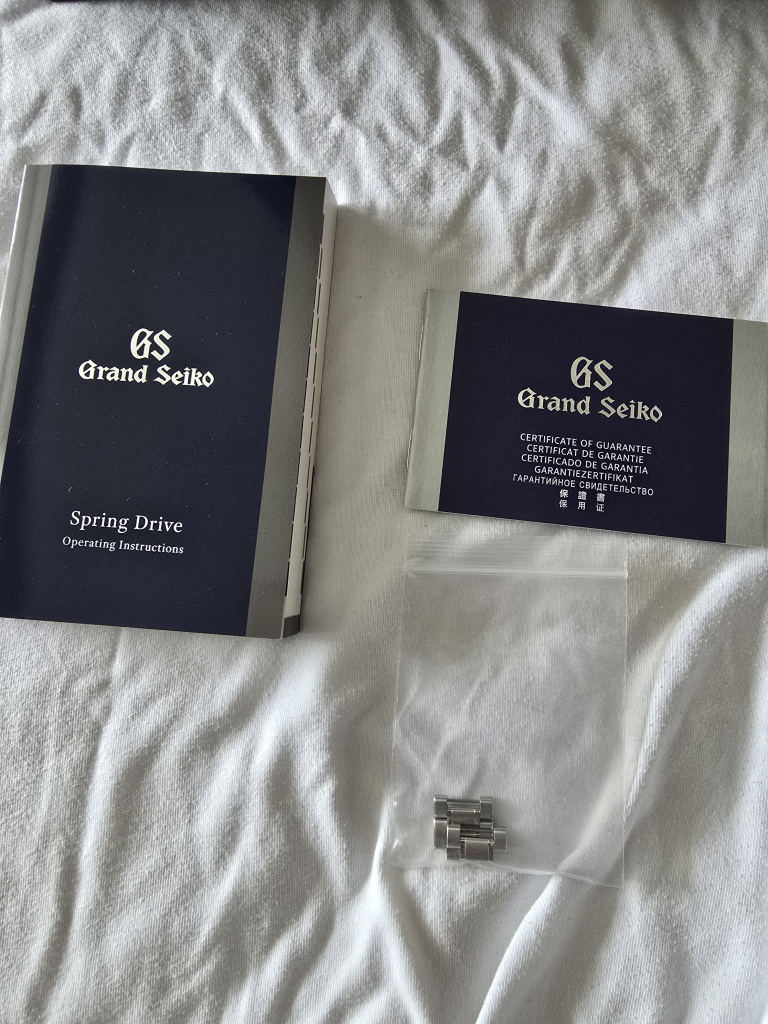 GS
Grand Seiko
Spring Drive
Operating Instructions
GS
Grand Seiko
CERTIFICATE OF GUARANTEE
CERTIFICAT DE GARANTIE
CERTIFICADO DE GARANTIA
GARANTIEZERTIFIKAT
ГАРАНТИЙНОЕ СВИДЕТЕЛЬСТВО
保 證 書
保 用 证